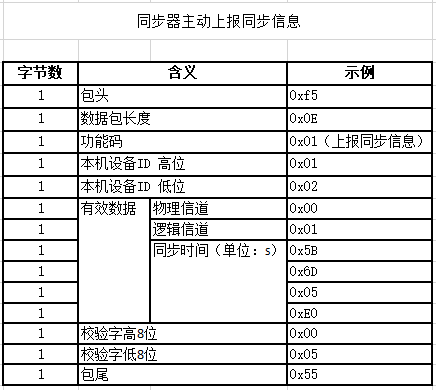 同步器主动上报同步信息
字节数 含义 示例
1 包头 0xf5
1 数据包长度 0x0E
1 功能码 0x01（上报同步信息）
1 本机设备ID 高位 0x01
1 本机设备ID 低位 0x02
1 有效数据 物理信道 0x00
1 逻辑信道 0x01
1 同步时间（单位：s） 0x5B
1 0x6D
1 0x05
1 0xE0
1 校验字高8位 0x00
1 校验字低8位 0x05
1 包尾 0x55